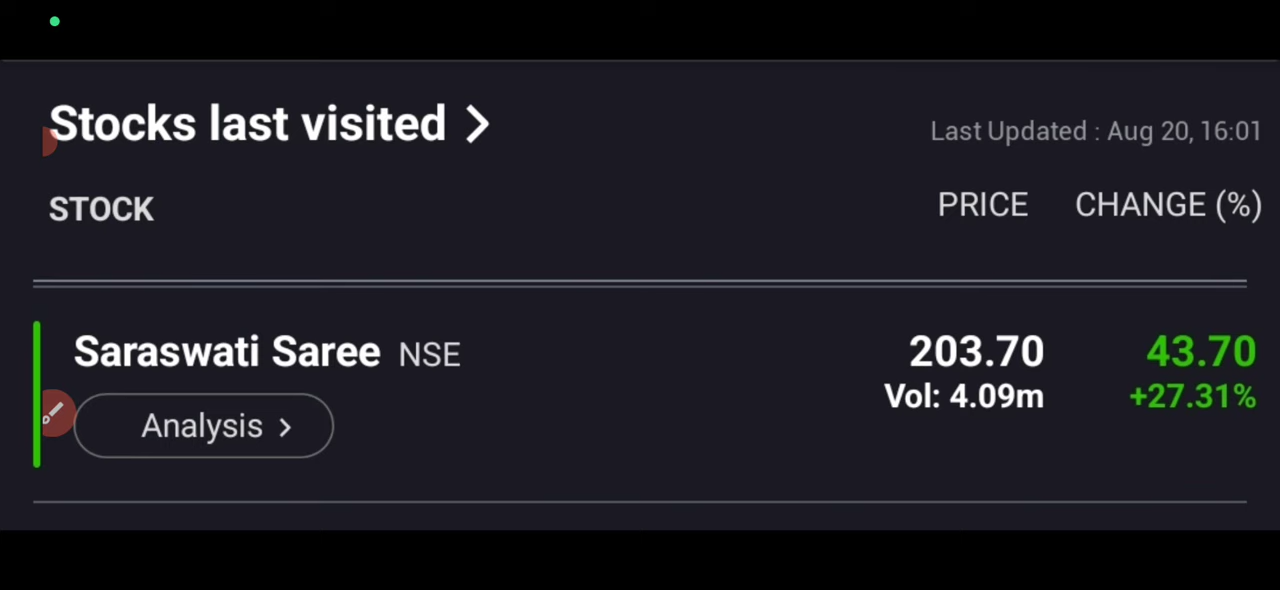 Stocks last visited
Last Updated : Aug 20, 16:01
STOCK PRICE CHANGE (%)
Saraswati Saree NSE 203.70 43.70
Vol: 4.09m +27.31%
Analysis